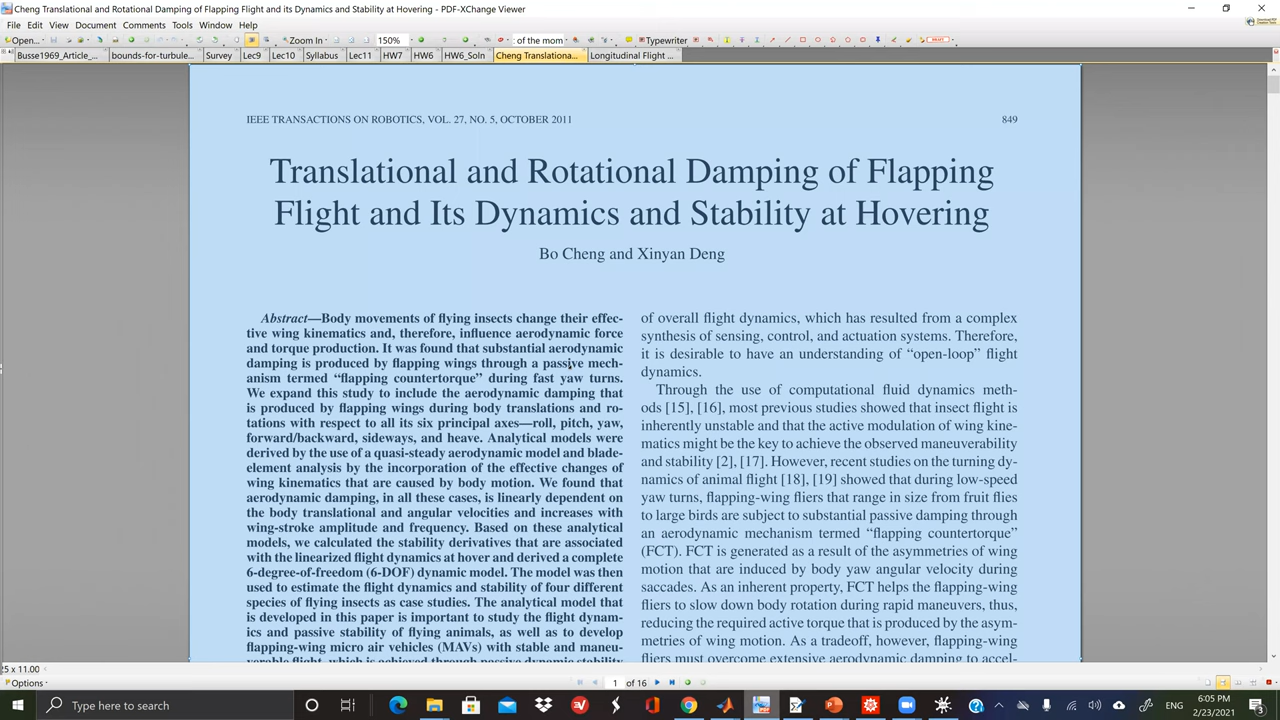 Cheng Translational and Rotational Damping of Flapping Flight and its Dynamics and Stability at Hovering - PDF-XChange Viewer
File Edit View Document Comments Tools Window Help
Open... Zoom In 150% : of the mom Typewriter
Busse1969_Article_... bounds-for-turbule... Survey Lec9 Lec10 Syllabus Lec11 HW7 HW6 HW6_Soln Cheng Translationa... Longitudinal Flight ...
IEEE TRANSACTIONS ON ROBOTICS, VOL. 27, NO. 5, OCTOBER 2011 849
Translational and Rotational Damping of Flapping
Flight and Its Dynamics and Stability at Hovering
Bo Cheng and Xinyan Deng
Abstract—Body movements of flying insects change their effec-
tive wing kinematics and, therefore, influence aerodynamic force
and torque production. It was found that substantial aerodynamic
damping is produced by flapping wings through a passive mech-
anism termed “flapping countertorque” during fast yaw turns.
We expand this study to include the aerodynamic damping that
is produced by flapping wings during body translations and ro-
tations with respect to all its six principal axes—roll, pitch, yaw,
forward/backward, sideways, and heave. Analytical models were
derived by the use of a quasi-steady aerodynamic model and blade-
element analysis by the incorporation of the effective changes of
wing kinematics that are caused by body motion. We found that
aerodynamic damping, in all these cases, is linearly dependent on
the body translational and angular velocities and increases with
wing-stroke amplitude and frequency. Based on these analytical
models, we calculated the stability derivatives that are associated
with the linearized flight dynamics at hover and derived a complete
6-degree-of-freedom (6-DOF) dynamic model. The model was then
used to estimate the flight dynamics and stability of four different
species of flying insects as case studies. The analytical model that
is developed in this paper is important to study the flight dynam-
ics and passive stability of flying animals, as well as to develop
flapping-wing micro air vehicles (MAVs) with stable and maneu-
verable flight, which is achieved through passive dynamic stability
of overall flight dynamics, which has resulted from a complex
synthesis of sensing, control, and actuation systems. Therefore,
it is desirable to have an understanding of “open-loop” flight
dynamics.
Through the use of computational fluid dynamics meth-
ods [15], [16], most previous studies showed that insect flight is
inherently unstable and that the active modulation of wing kine-
matics might be the key to achieve the observed maneuverability
and stability [2], [17]. However, recent studies on the turning dy-
namics of animal flight [18], [19] showed that during low-speed
yaw turns, flapping-wing fliers that range in size from fruit flies
to large birds are subject to substantial passive damping through
an aerodynamic mechanism termed “flapping countertorque”
(FCT). FCT is generated as a result of the asymmetries of wing
motion that are induced by body yaw angular velocity during
saccades. As an inherent property, FCT helps the flapping-wing
fliers to slow down body rotation during rapid maneuvers, thus,
reducing the required active torque that is produced by the asym-
metries of wing motion. As a tradeoff, however, flapping-wing
fliers must overcome extensive aerodynamic damping to accel-
25 x 11.00
Options 1 of 16
Type here to search
6:05 PM
2/23/2021